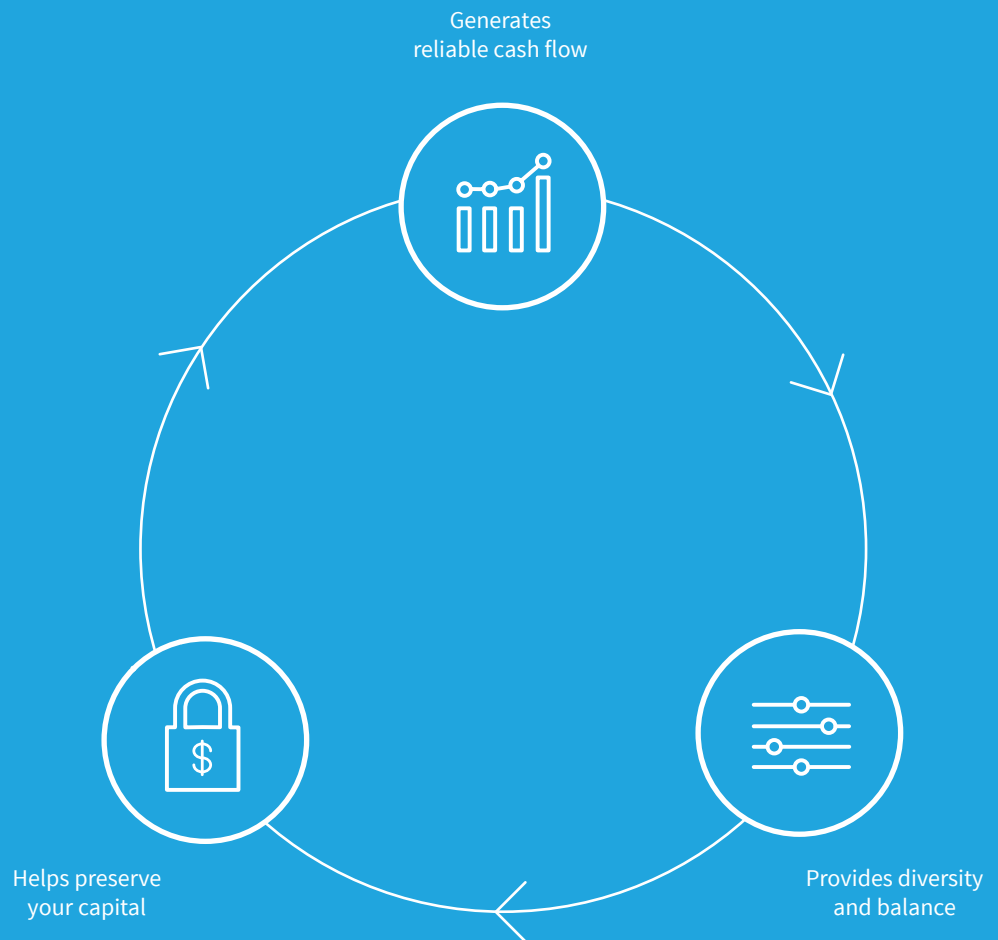 Generates
reliable cash flow
$
Helps preserve
your capital
Provides diversity
and balance